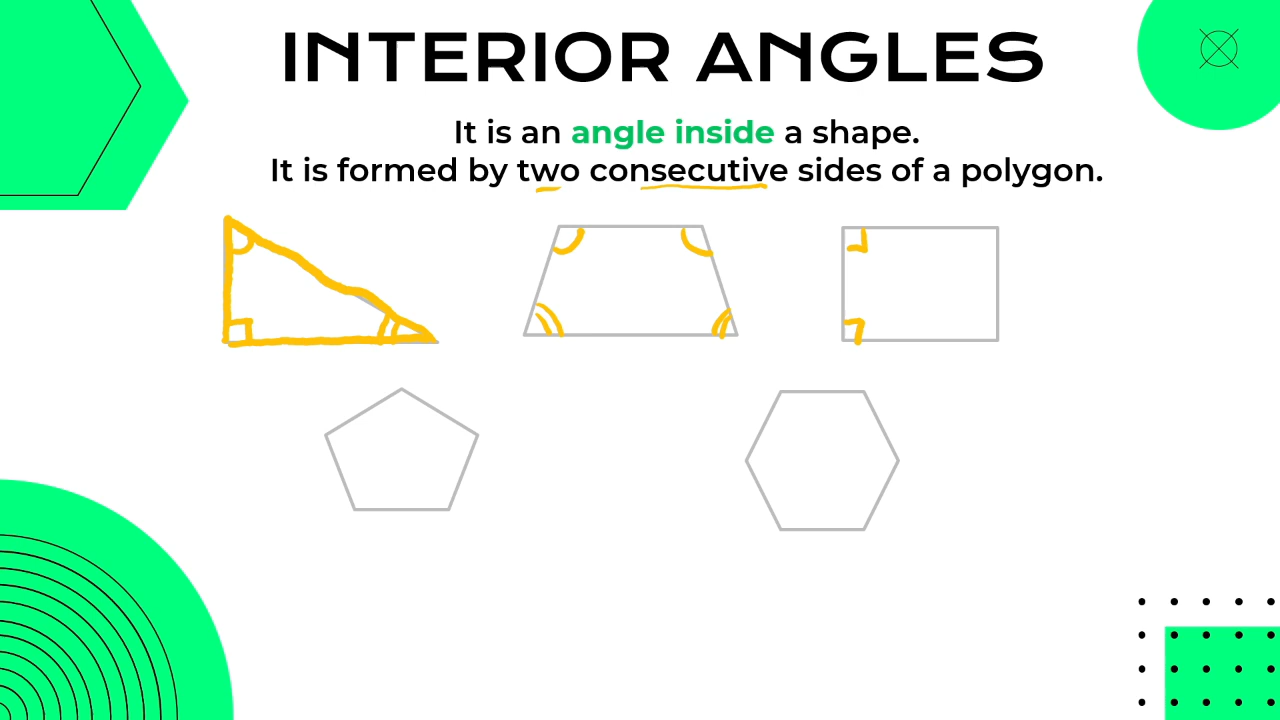 INTERIOR ANGLES
It is an angle inside a shape.
It is formed by two consecutive sides of a polygon.